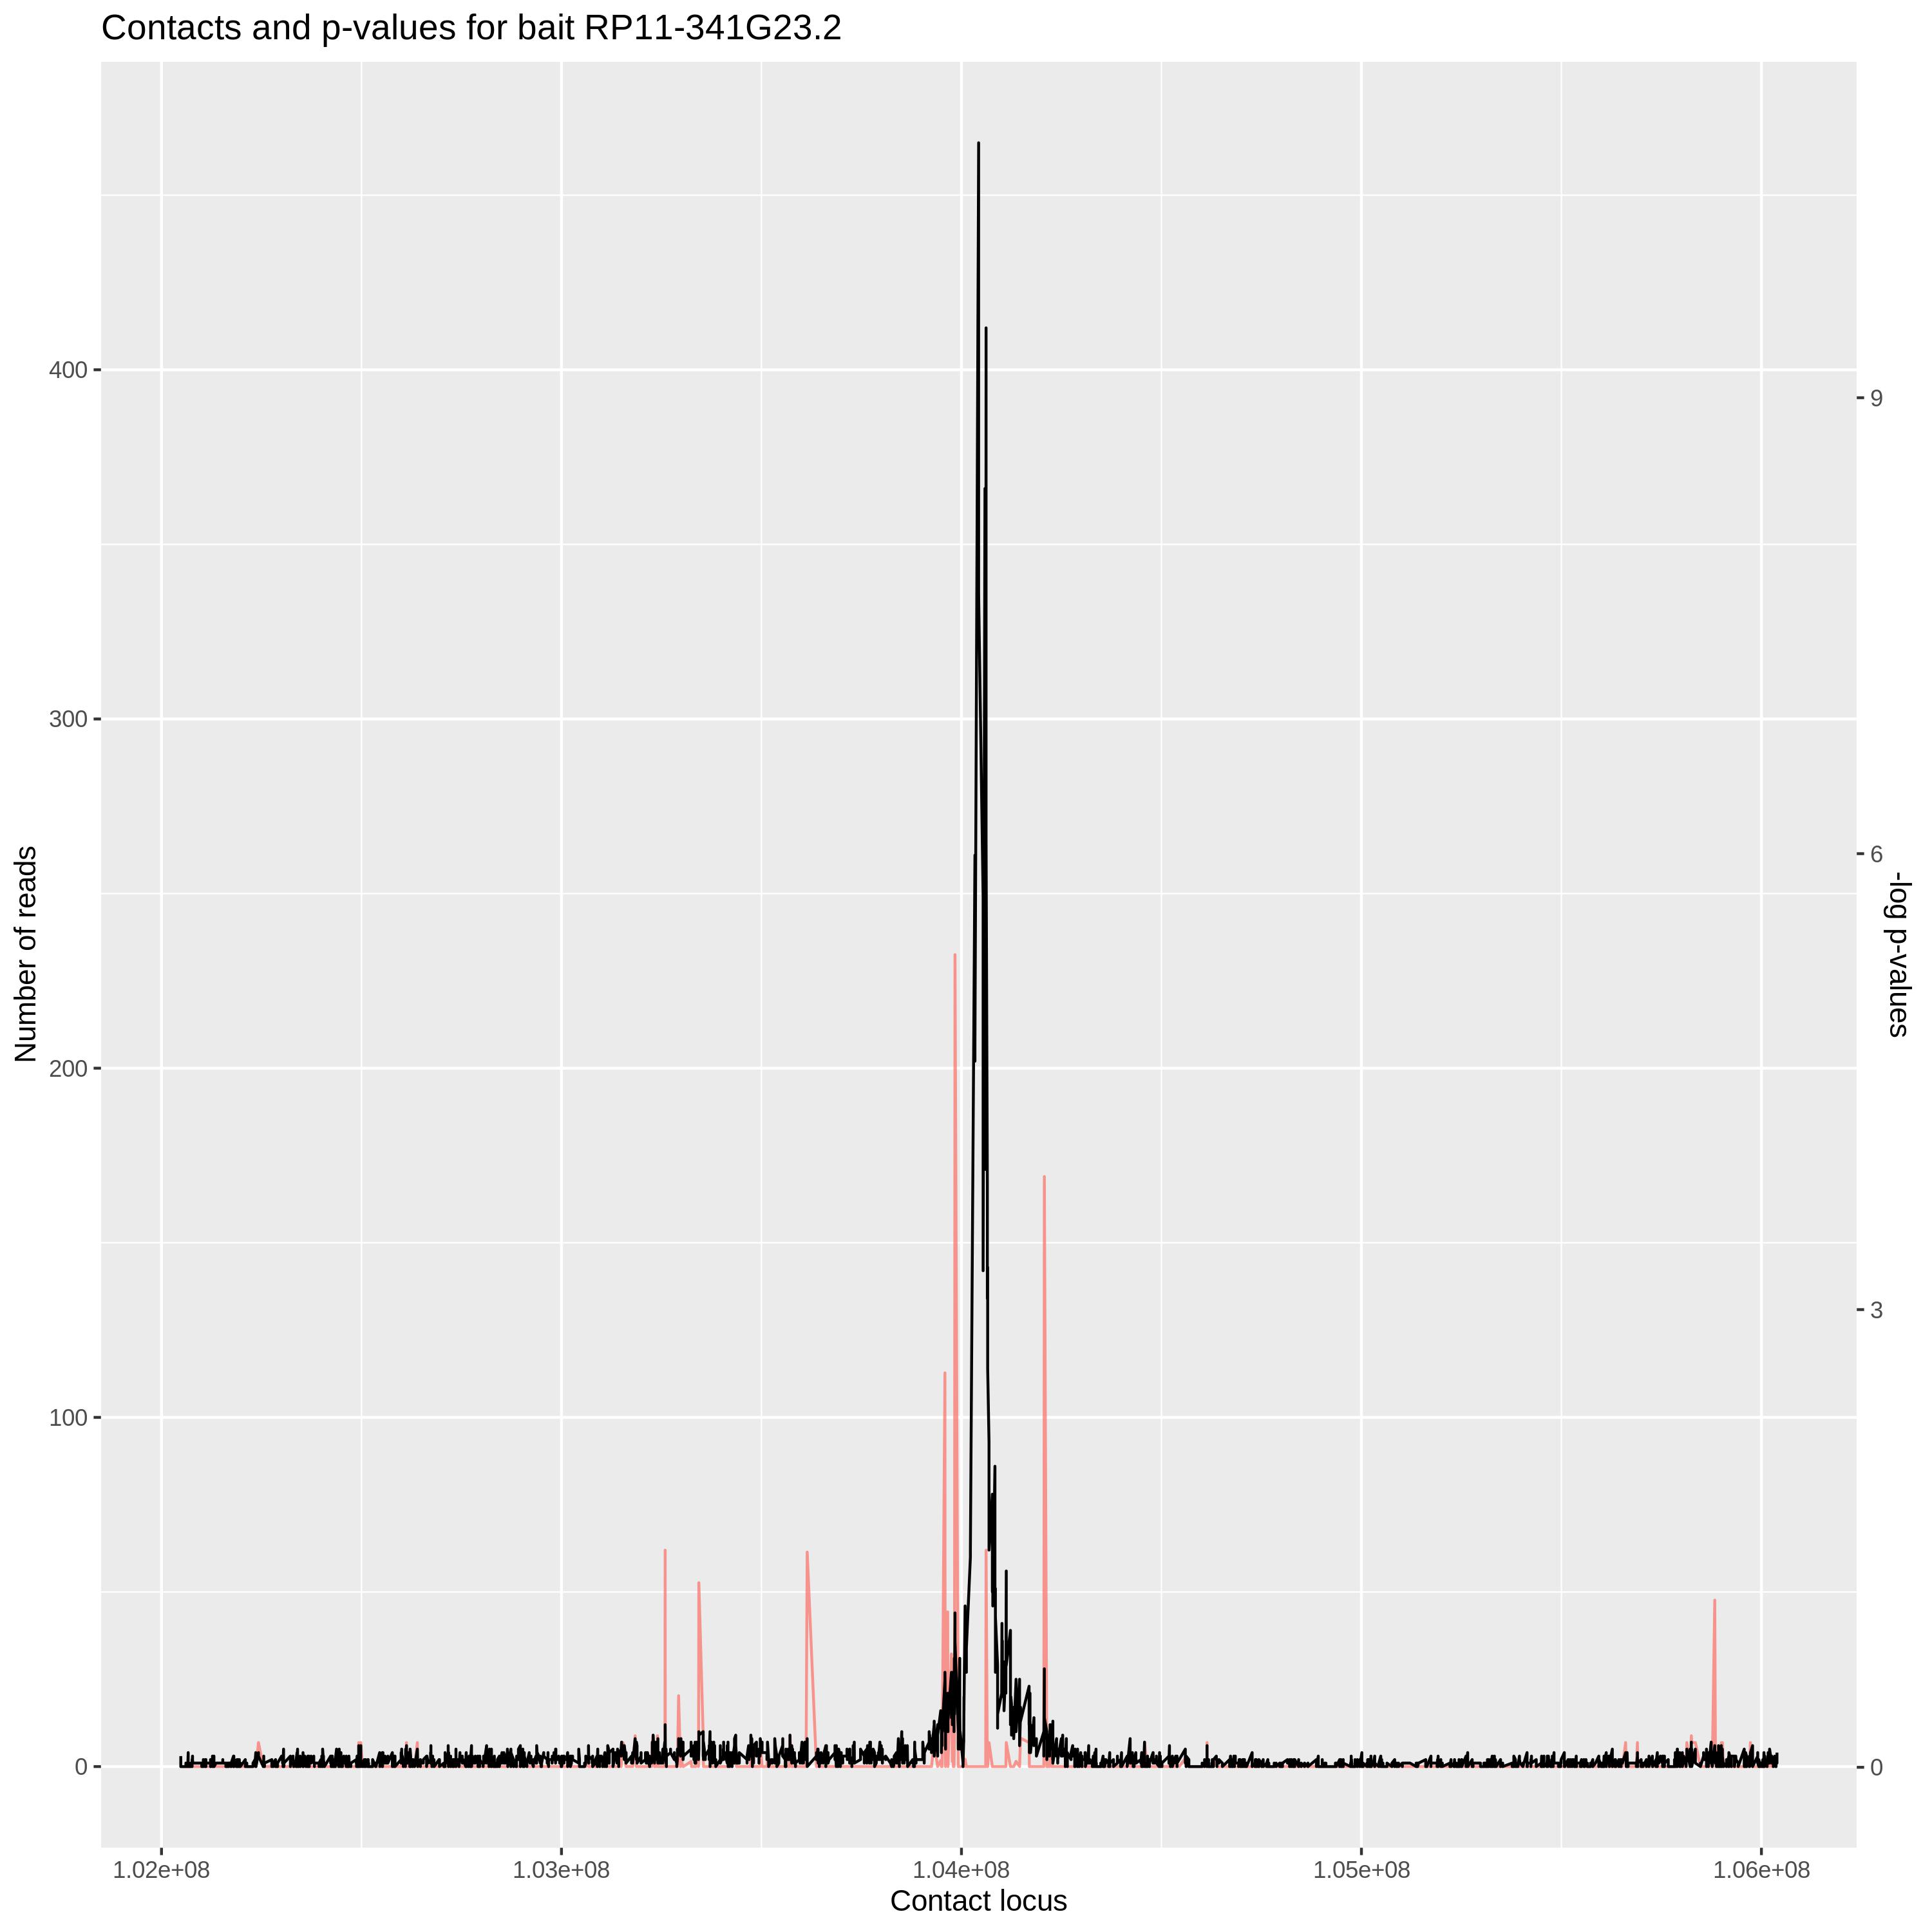 Contacts and p-values for bait RP11-341G23.2
Number of reads
400
300
200
100
0
9
6
3
0
-log p-values
1.02e+08
1.03e+08
1.04e+08
1.05e+08
1.06e+08
Contact locus